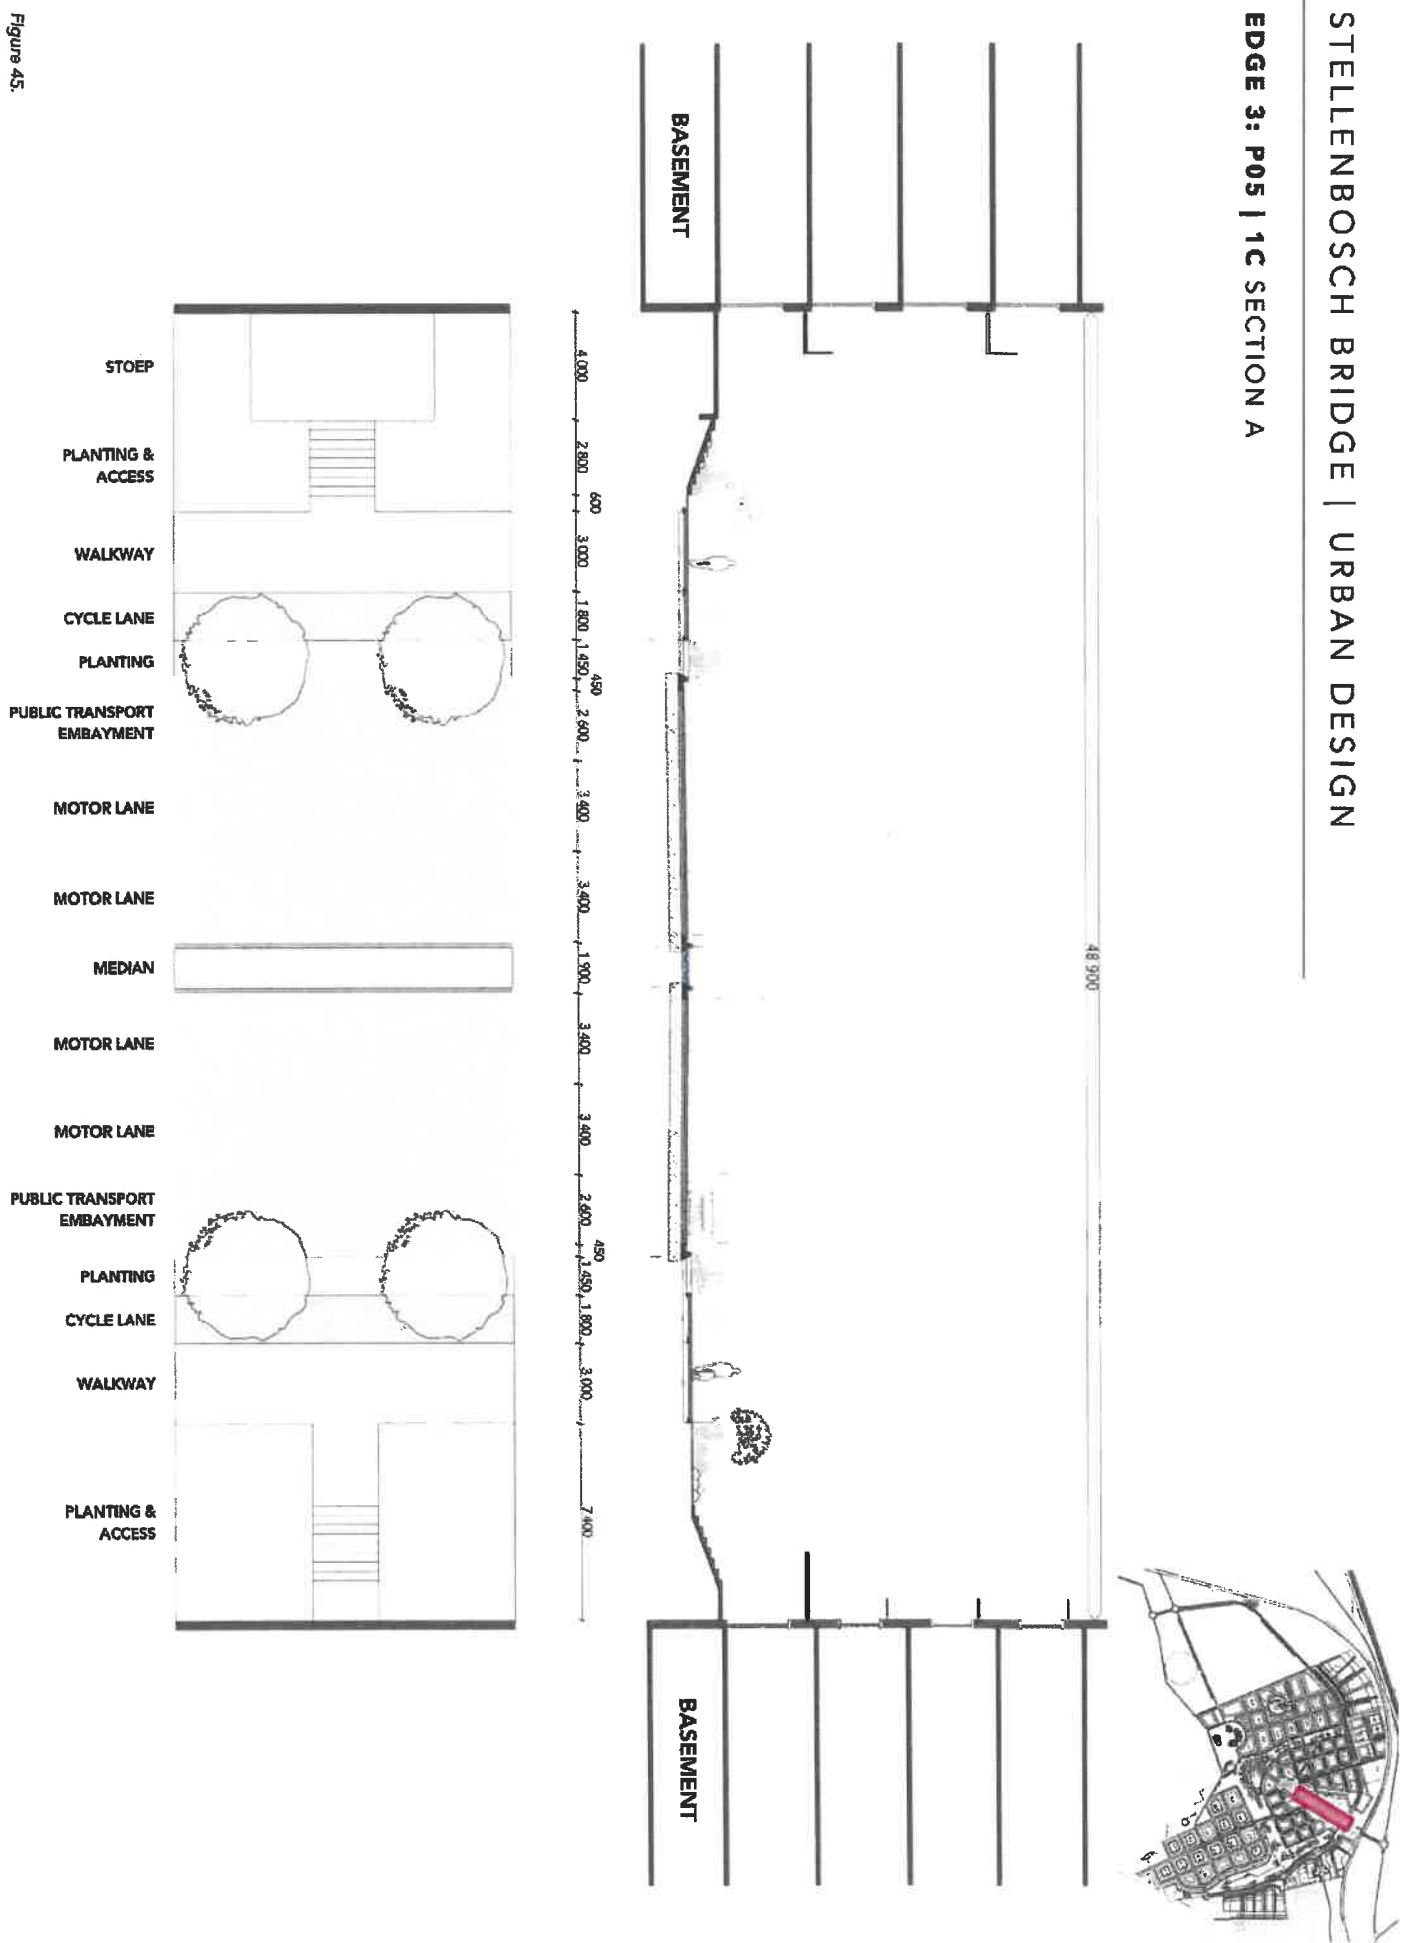 STELLENBOSCH BRIDGE | URBAN DESIGN
EDGE 3: P05 | 1C SECTION A
48 900
BASEMENT
BASEMENT
4 000
2 800
600
3 000
1 800
1 450
450
2 600
3 400
3 400
1 900
3 400
3 400
2 600
450
1 450
1 800
3 000
7 400
STOEP
PLANTING &
ACCESS
WALKWAY
CYCLE LANE
PLANTING
PUBLIC TRANSPORT
EMBAYMENT
MOTOR LANE
MOTOR LANE
MEDIAN
MOTOR LANE
MOTOR LANE
PUBLIC TRANSPORT
EMBAYMENT
PLANTING
CYCLE LANE
WALKWAY
PLANTING &
ACCESS
Figure 45.